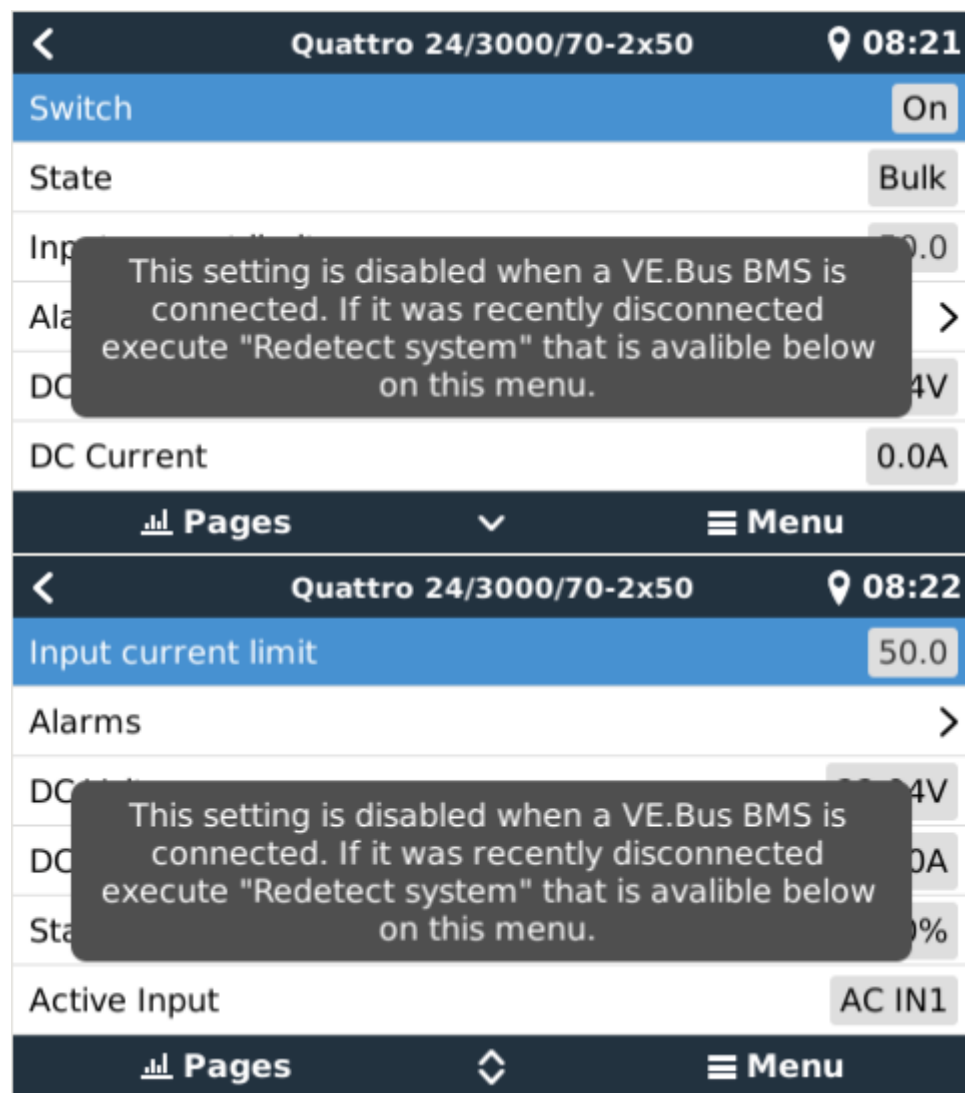 Quattro 24/3000/70-2x50 08:21
Switch On
State Bulk
This setting is disabled when a VE.Bus BMS is
connected. If it was recently disconnected
execute "Redetect system" that is avalible below
on this menu.
DC Current 0.0A
Pages Menu
Quattro 24/3000/70-2x50 08:22
Input current limit 50.0
Alarms
DC
This setting is disabled when a VE.Bus BMS is
connected. If it was recently disconnected
DC
execute "Redetect system" that is avalible below
on this menu.
Active Input AC IN1
Pages Menu